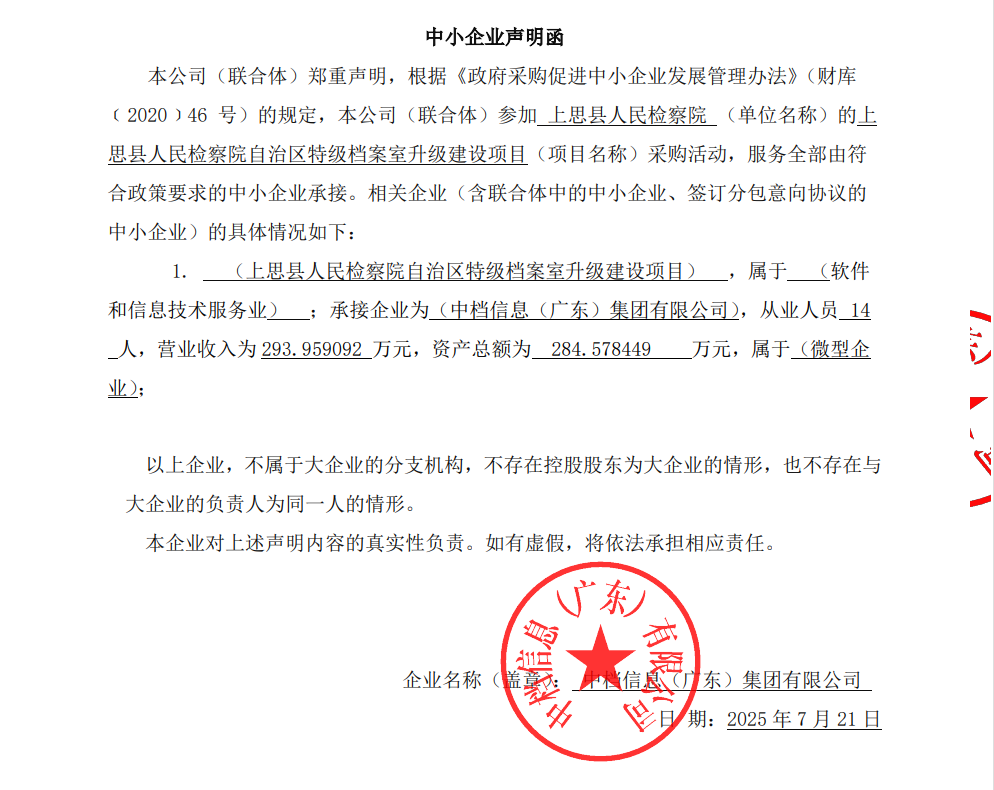 中小企业声明函
本公司（联合体）郑重声明，根据《政府采购促进中小企业发展管理办法》（财库
﹝2020﹞46 号）的规定，本公司（联合体）参加 上思县人民检察院 （单位名称）的上
思县人民检察院自治区特级档案室升级建设项目（项目名称）采购活动，服务全部由符
合政策要求的中小企业承接。相关企业（含联合体中的中小企业、签订分包意向协议的
中小企业）的具体情况如下：
1. （上思县人民检察院自治区特级档案室升级建设项目） ，属于 （软件
和信息技术服务业） ；承接企业为（中档信息（广东）集团有限公司），从业人员 14
人，营业收入为 293.959092 万元，资产总额为 284.578449 万元，属于（微型企
业）；
以上企业，不属于大企业的分支机构，不存在控股股东为大企业的情形，也不存在与
大企业的负责人为同一人的情形。
本企业对上述声明内容的真实性负责。如有虚假，将依法承担相应责任。
中档信息（广东）有限公司
企业名称（盖章）： 中档信息（广东）集团有限公司
日 期：2025 年 7 月 21 日